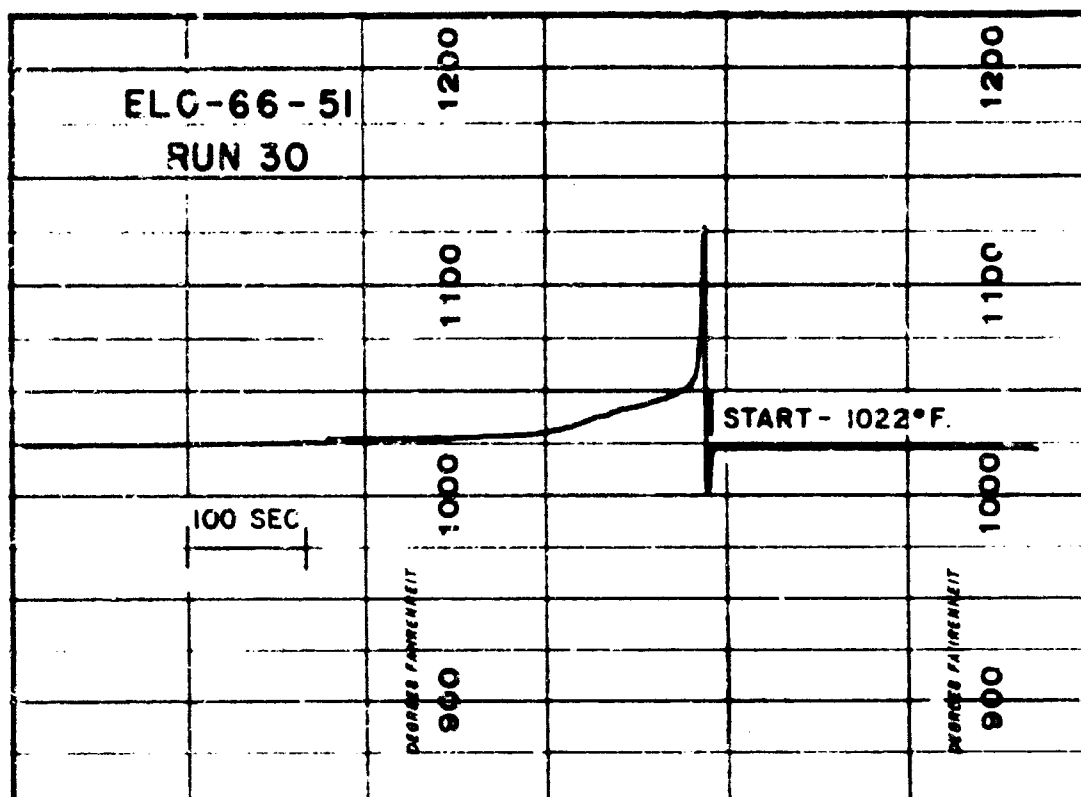 ELC-66-51
RUN 30
1200
1200
1100
1100
START - 1022°F.
1000
1000
100 SEC
DEGREES FAHRENHEIT
DEGREES FAHRENHEIT
900
900